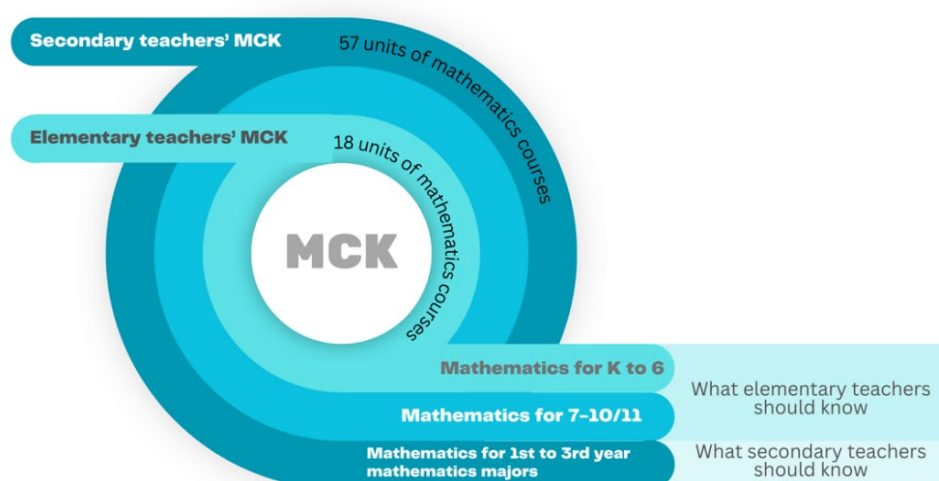 Secondary teachers' MCK
57 units of mathematics courses
Elementary teachers' MCK
18 units of mathematics courses
MCK
Mathematics for K to 6
Mathematics for 7-10/11
Mathematics for 1st to 3rd year
mathematics majors
What elementary teachers
should know
What secondary teachers
should know